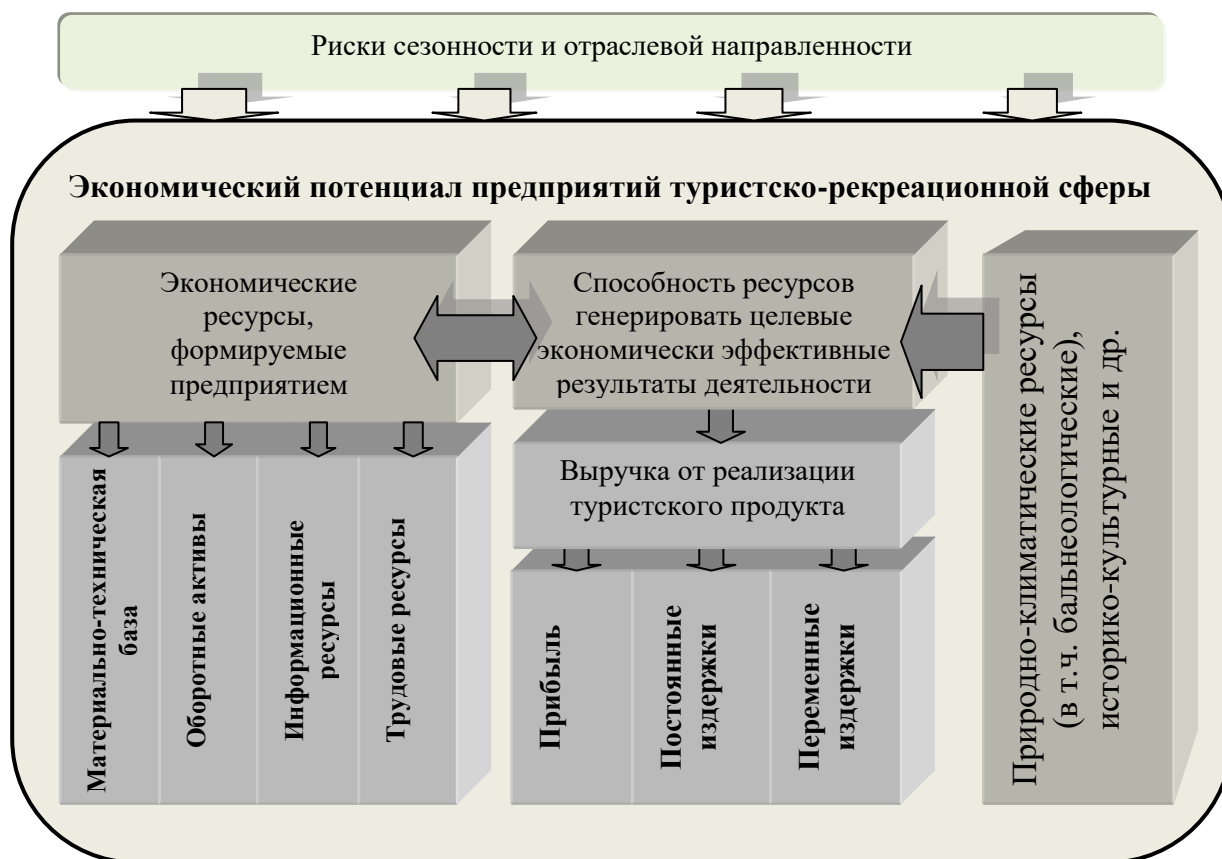 Риски сезонности и отраслевой направленности
Экономический потенциал предприятий туристско-рекреационной сферы
Экономические
ресурсы,
формируемые
предприятием
Способность ресурсов
генерировать целевые
экономически эффективные
результаты деятельности
Природно-климатические ресурсы
(в т.ч. бальнеологические),
историко-культурные и др.
Материально-техническая
база
Оборотные активы
Информационные
ресурсы
Трудовые ресурсы
Выручка от реализации
туристского продукта
Прибыль
Постоянные
издержки
Переменные
издержки